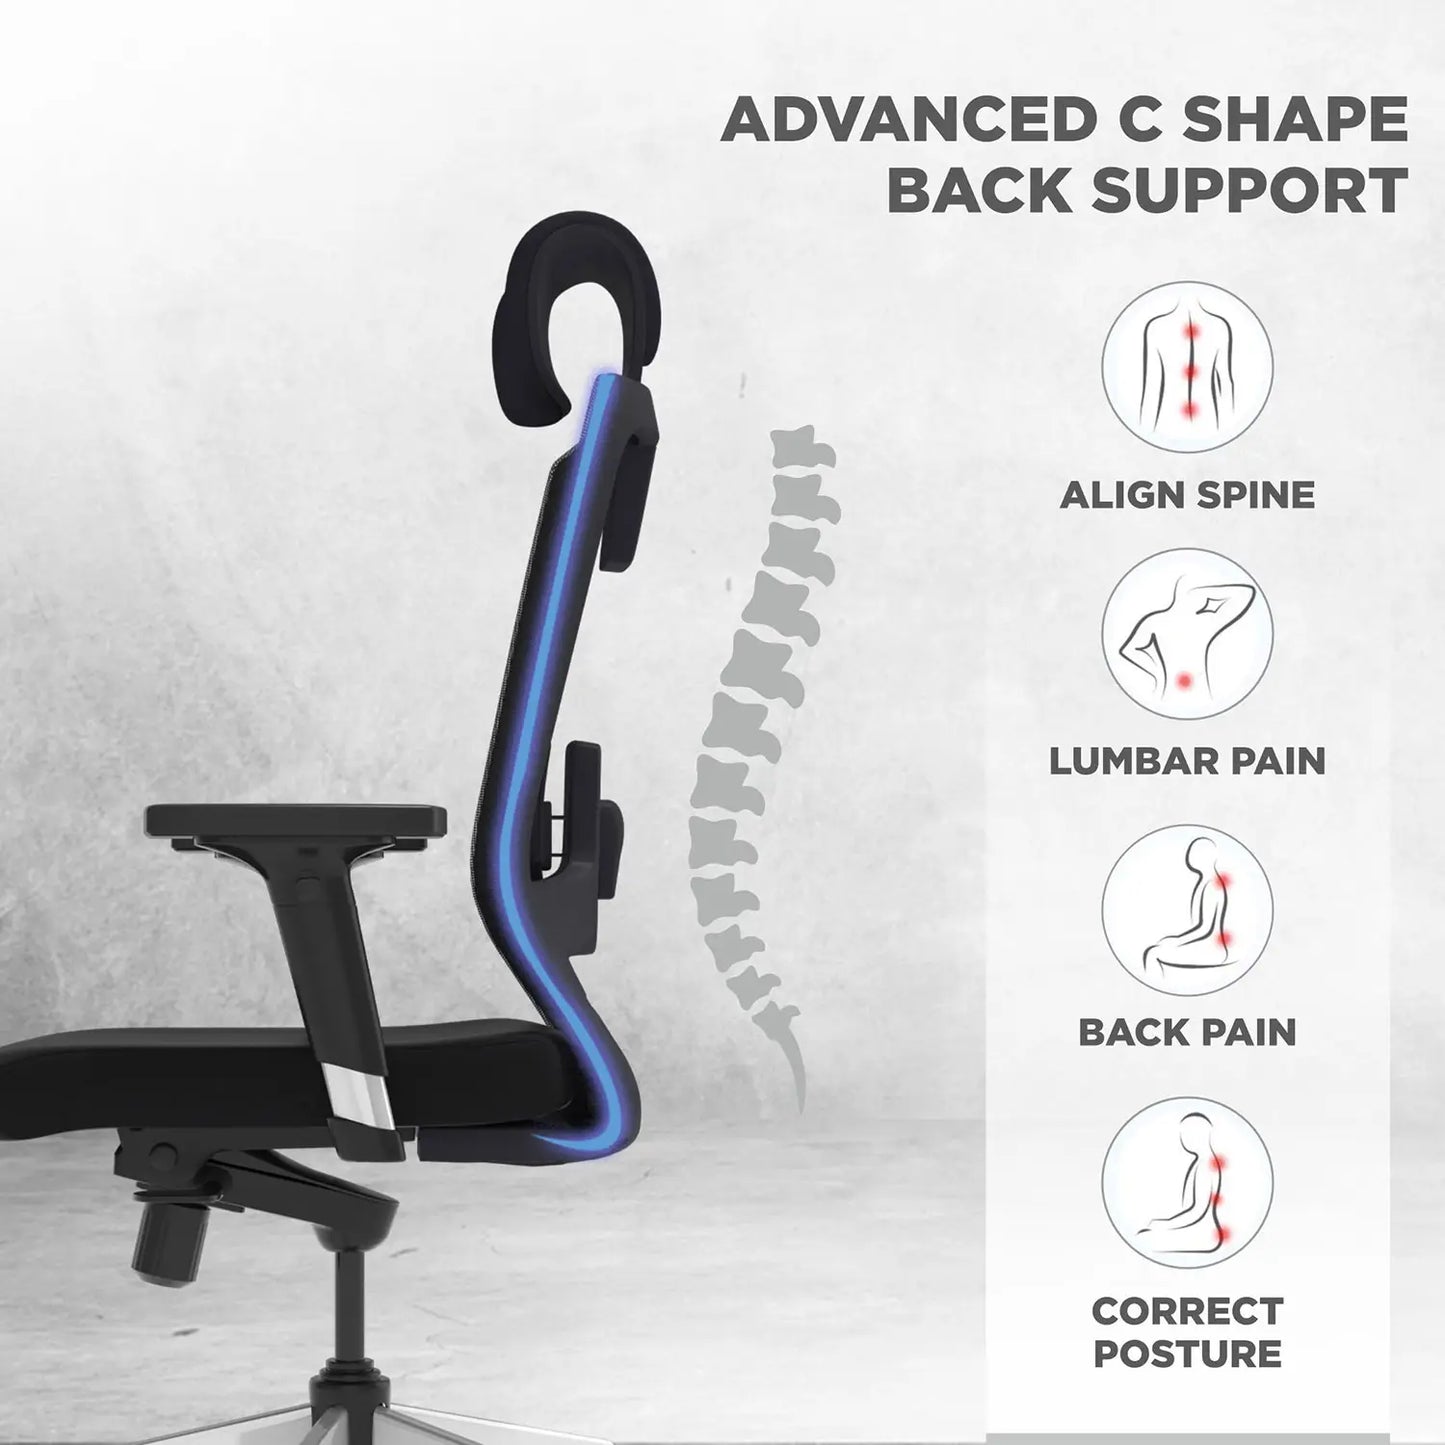 ADVANCED C SHAPE
BACK SUPPORT
ALIGN SPINE
LUMBAR PAIN
BACK PAIN
CORRECT
POSTURE